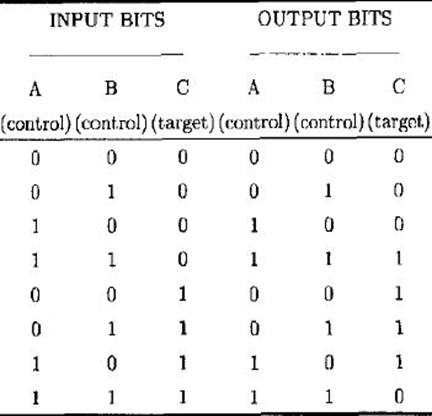 INPUT BITS OUTPUT BITS
A B C A B C
(control) (control) (target) (control) (control) (target)
0 0 0 0 0 0
0 1 0 0 1 0
1 0 0 1 0 0
1 1 0 1 1 1
0 0 1 0 0 1
0 1 1 0 1 1
1 0 1 1 0 1
1 1 1 1 1 0